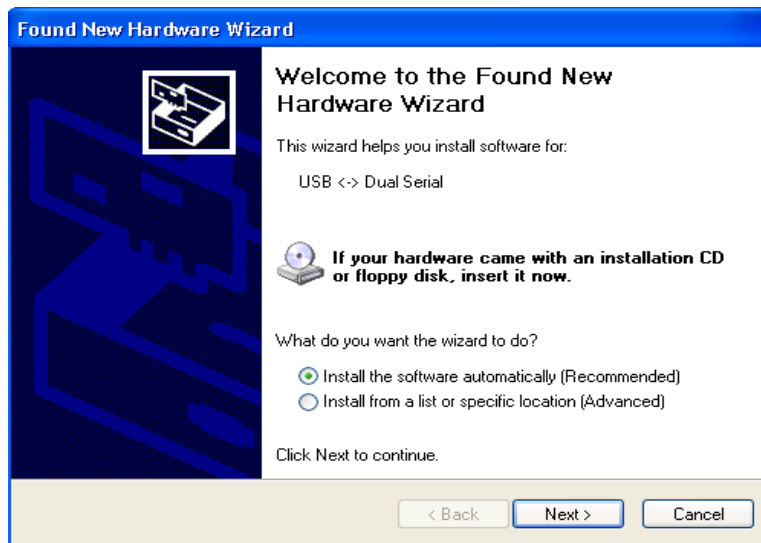 Found New Hardware Wizard
Welcome to the Found New
Hardware Wizard
This wizard helps you install software for:
USB <-> Dual Serial
If your hardware came with an installation CD
or floppy disk, insert it now.
What do you want the wizard to do?
Install the software automatically (Recommended)
Install from a list or specific location (Advanced)
Click Next to continue.
< Back Next > Cancel